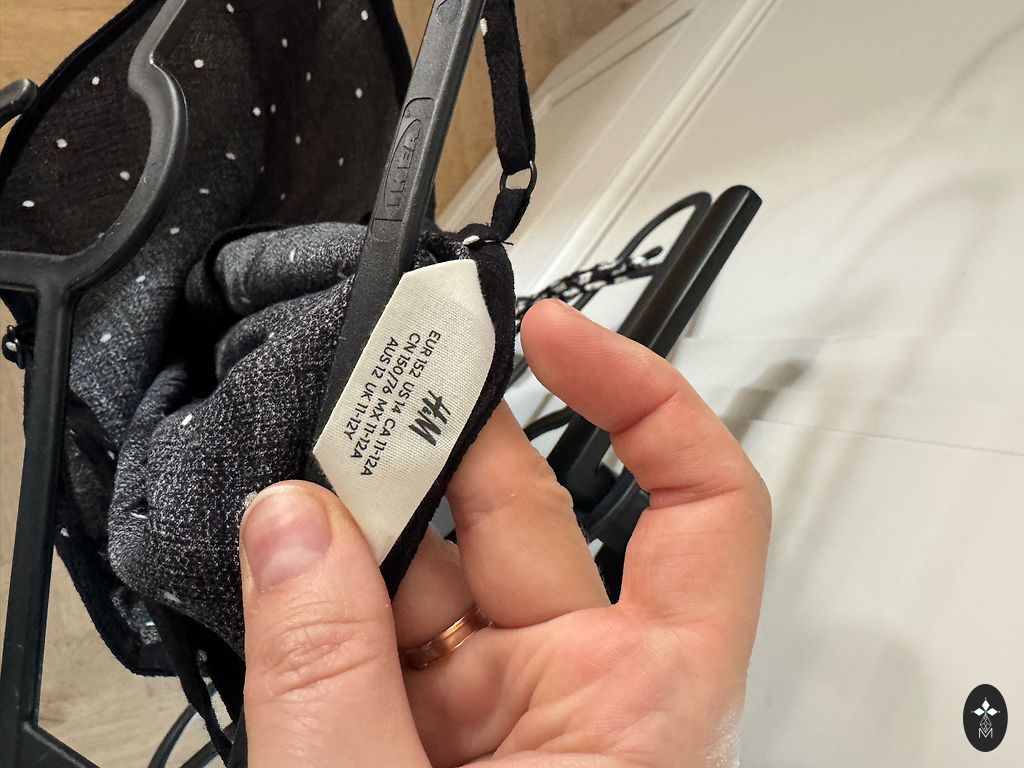 H&M
EUR 152 US 14 CA 11-12A
CN 150/76 MX 11-12A
AUS 12 UK 11-12Y
M